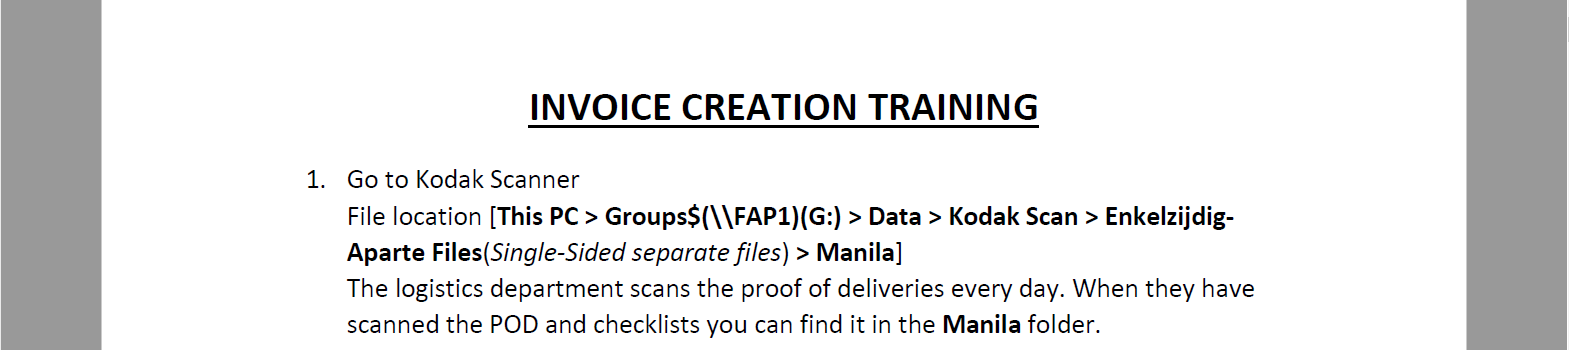 INVOICE CREATION TRAINING
1. Go to Kodak Scanner
File location [This PC > Groups$(\\FAP1)(G:) > Data > Kodak Scan > Enkelzijdig-
Aparte Files(Single-Sided separate files) > Manila]
The logistics department scans the proof of deliveries every day. When they have
scanned the POD and checklists you can find it in the Manila folder.